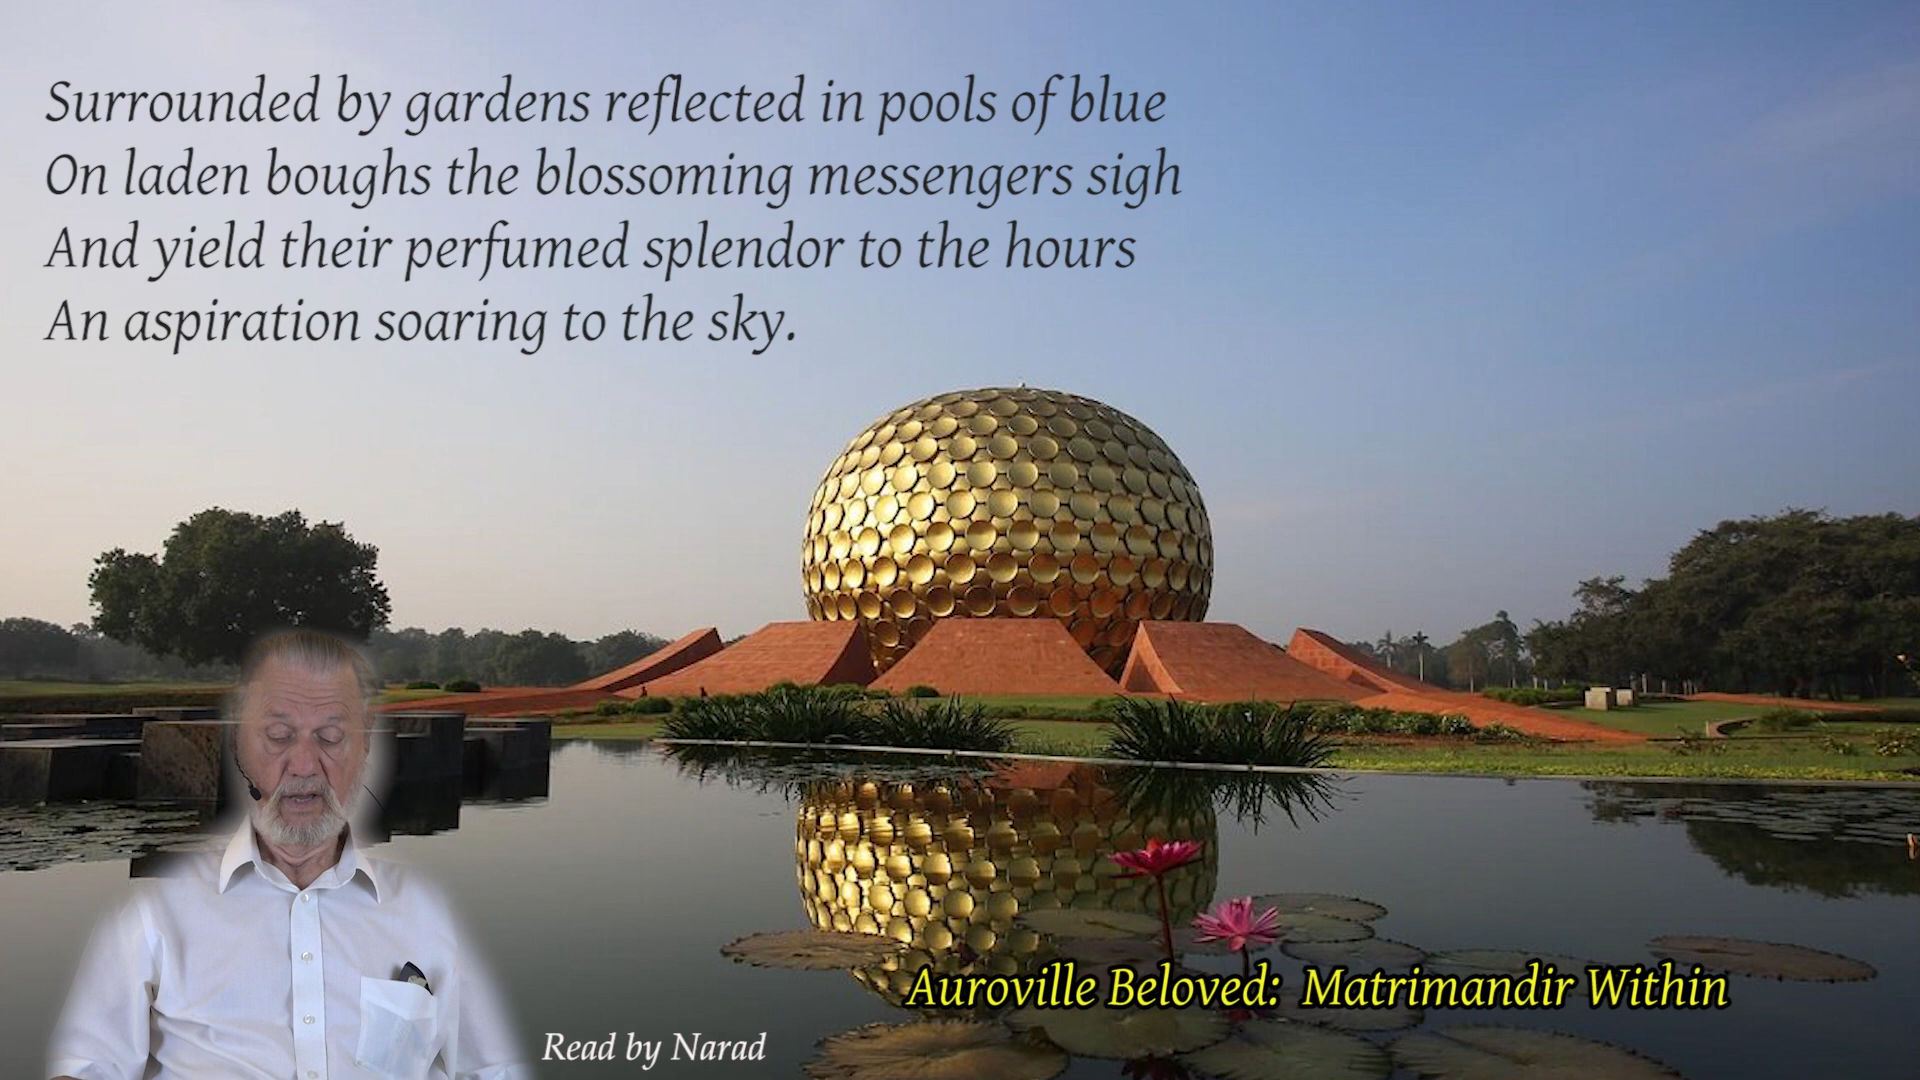 Surrounded by gardens reflected in pools of blue
On laden boughs the blossoming messengers sigh
And yield their perfumed splendor to the hours
An aspiration soaring to the sky.
Auroville Beloved: Matrimandir Within
Read by Narad